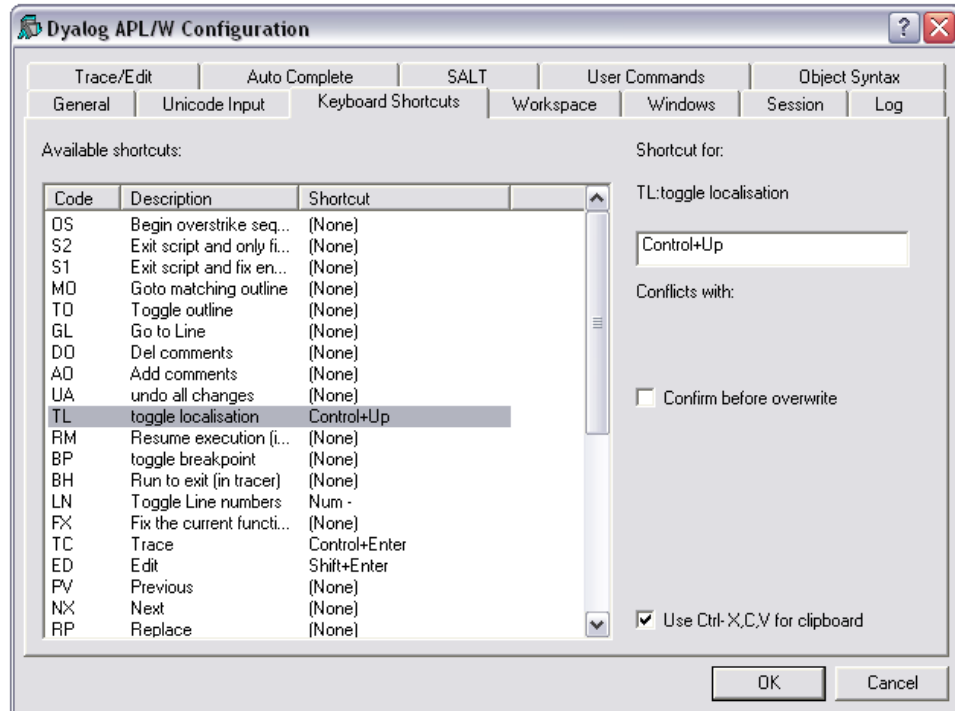 Dyalog APL/W Configuration
Trace/Edit Auto Complete SALT User Commands Object Syntax
General Unicode Input Keyboard Shortcuts Workspace Windows Session Log
Available shortcuts:
Shortcut for:
Code Description Shortcut
TL:toggle localisation
OS Begin overstrike seq... (None)
S2 Exit script and only fi... (None)
Control+Up
S1 Exit script and fix en... (None)
MO Goto matching outline (None)
Conflicts with:
TO Toggle outline (None)
GL Go to Line (None)
DO Del comments (None)
AO Add comments (None)
UA undo all changes (None)
Confirm before overwrite
TL toggle localisation Control+Up
RM Resume execution (i... (None)
BP toggle breakpoint (None)
BH Run to exit (in tracer) (None)
LN Toggle Line numbers Num -
FX Fix the current functi... (None)
TC Trace Control+Enter
ED Edit Shift+Enter
PV Previous (None)
NX Next (None)
RP Replace (None)
Use Ctrl-X,C,V for clipboard
OK Cancel